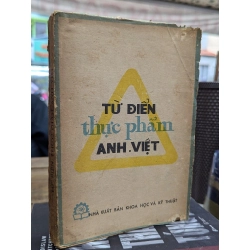 TỪ ĐIỂN
thực phẩm
ANH.VIỆT
NHÀ XUẤT BẢN KHOA HỌC VÀ KỸ THUẬT